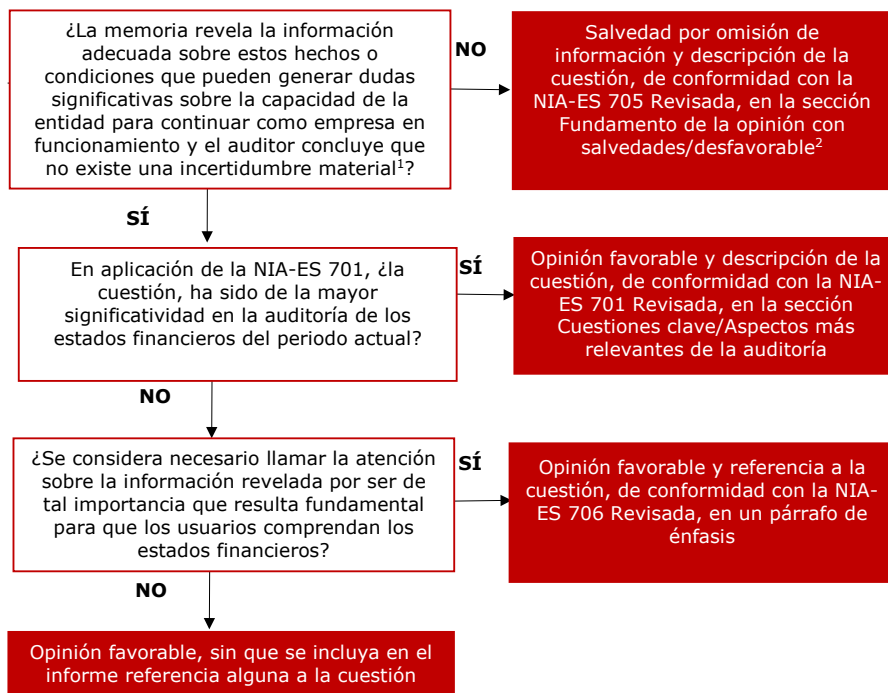 ¿La memoria revela la información
adecuada sobre estos hechos o
condiciones que pueden generar dudas
significativas sobre la capacidad de la
entidad para continuar como empresa en
funcionamiento y el auditor concluye que
no existe una incertidumbre material¹?
NO
Salvedad por omisión de
información y descripción de la
cuestión, de conformidad con la
NIA-ES 705 Revisada, en la sección
Fundamento de la opinión con
salvedades/desfavorable²
SÍ
En aplicación de la NIA-ES 701, ¿la
cuestión, ha sido de la mayor
significatividad en la auditoría de los
estados financieros del periodo actual?
SÍ
Opinión favorable y descripción de la
cuestión, de conformidad con la NIA-
ES 701 Revisada, en la sección
Cuestiones clave/Aspectos más
relevantes de la auditoría
NO
¿Se considera necesario llamar la atención
sobre la información revelada por ser de
tal importancia que resulta fundamental
para que los usuarios comprendan los
estados financieros?
SÍ
Opinión favorable y referencia a la
cuestión, de conformidad con la NIA-
ES 706 Revisada, en un párrafo de
énfasis
NO
Opinión favorable, sin que se incluya en el
informe referencia alguna a la cuestión